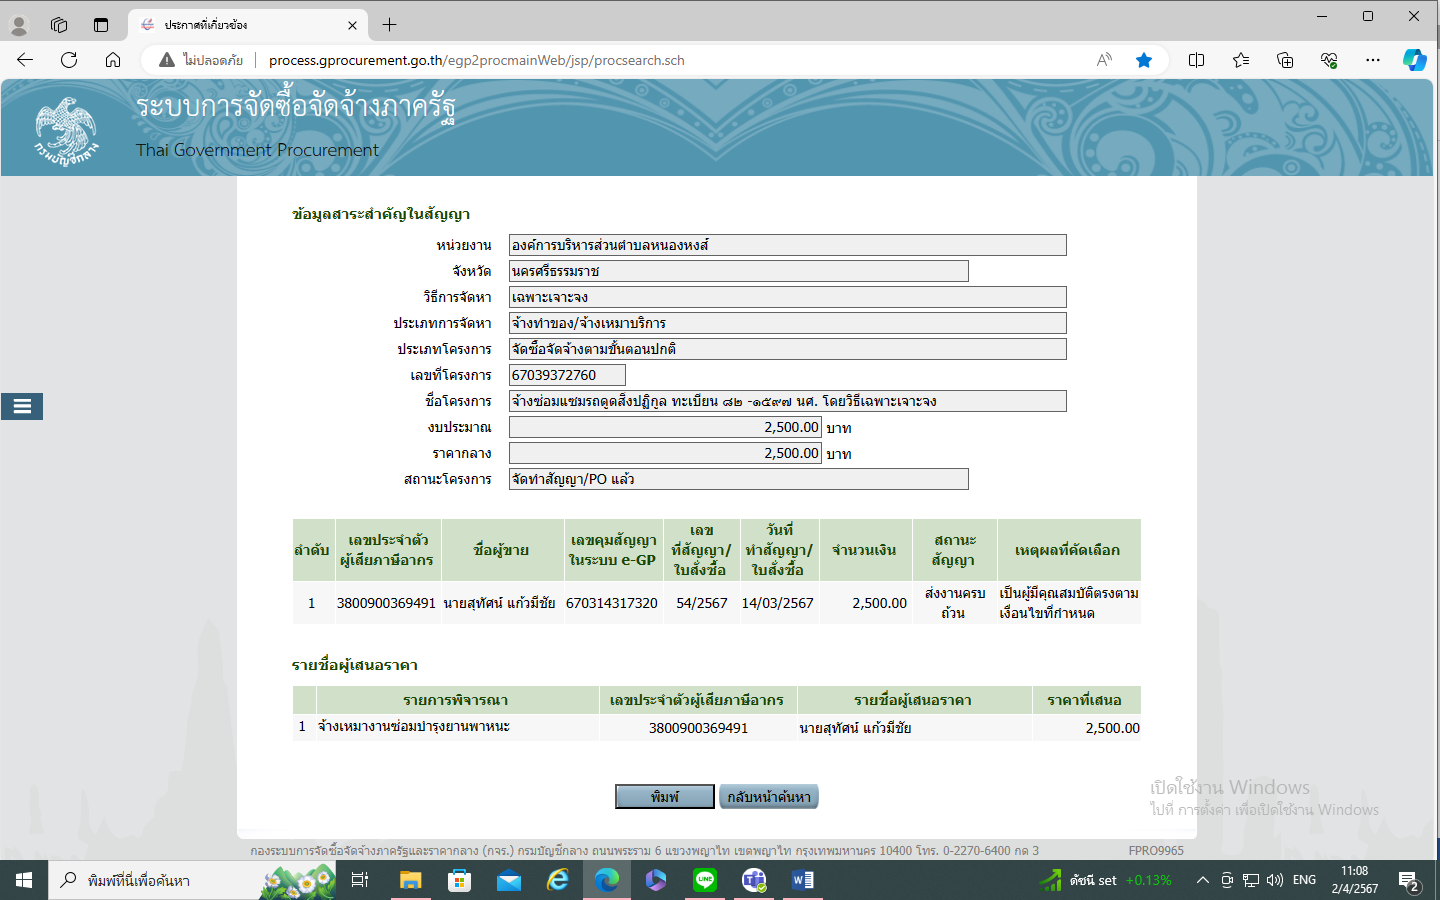 ประกาศที่เกี่ยวข้อง
ไม่ปลอดภัย
process.gprocurement.go.th/egp2procmainWeb/jsp/procsearch.sch
ระบบการจัดซื้อจัดจ้างภาครัฐ
Thai Government Procurement
กรมบัญชีกลาง
ข้อมูลสาระสำคัญในสัญญา
หน่วยงาน องค์การบริหารส่วนตำบลหนองหงส์
จังหวัด นครศรีธรรมราช
วิธีการจัดหา เฉพาะเจาะจง
ประเภทการจัดหา จ้างทำของ/จ้างเหมาบริการ
ประเภทโครงการ จัดซื้อจัดจ้างตามขั้นตอนปกติ
เลขที่โครงการ 67039372760
ชื่อโครงการ จ้างซ่อมแซมรถดูดสิ่งปฏิกูล ทะเบียน ๘๒ -๑๕๙๗ นศ. โดยวิธีเฉพาะเจาะจง
งบประมาณ 2,500.00 บาท
ราคากลาง 2,500.00 บาท
สถานะโครงการ จัดทำสัญญา/PO แล้ว
ลำดับ เลขประจำตัวผู้เสียภาษีอากร ชื่อผู้ขาย เลขคุมสัญญาในระบบ e-GP เลขที่สัญญา/ใบสั่งซื้อ วันที่ทำสัญญา/ใบสั่งซื้อ จำนวนเงิน สถานะสัญญา เหตุผลที่คัดเลือก
1 3800900369491 นายสุทัศน์ แก้วมีชัย 670314317320 54/2567 14/03/2567 2,500.00 ส่งงานครบถ้วน เป็นผู้มีคุณสมบัติตรงตามเงื่อนไขที่กำหนด
รายชื่อผู้เสนอราคา
รายการพิจารณา เลขประจำตัวผู้เสียภาษีอากร รายชื่อผู้เสนอราคา ราคาที่เสนอ
1 จ้างเหมางานซ่อมบำรุงยานพาหนะ 3800900369491 นายสุทัศน์ แก้วมีชัย 2,500.00
พิมพ์ กลับหน้าค้นหา
เปิดใช้งาน Windows
ไปที่ การตั้งค่า เพื่อเปิดใช้งาน Windows
กองระบบการจัดซื้อจัดจ้างภาครัฐและราคากลาง (กจร.) กรมบัญชีกลาง ถนนพระราม 6 แขวงพญาไท เขตพญาไท กรุงเทพมหานคร 10400 โทร. 0-2270-6400 กด 3 FPRO9965
พิมพ์ที่นี่เพื่อค้นหา
ดัชนี set +0.13%
ENG
11:08
2/4/2567
2